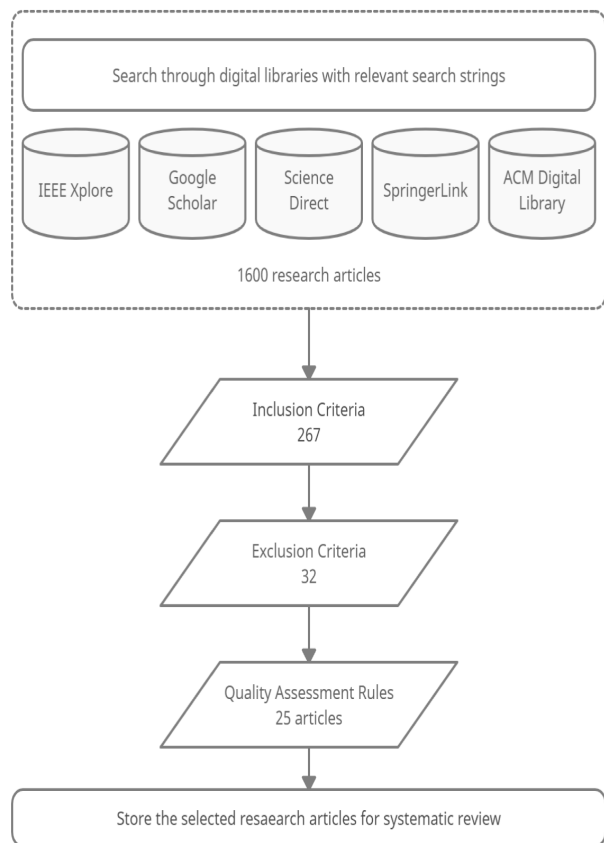 Search through digital libraries with relevant search strings
IEEE Xplore
Google
Scholar
Science
Direct
SpringerLink
ACM Digital
Library
1600 research articles
Inclusion Criteria
267
Exclusion Criteria
32
Quality Assessment Rules
25 articles
Store the selected resaearch articles for systematic review